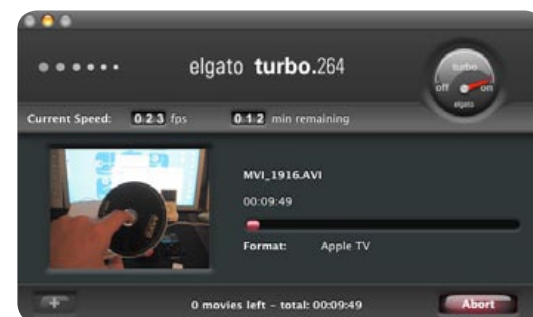 elgato turbo.264
turbo
off on
elgato
Current Speed: 023 fps 012 min remaining
MVI_1916.AVI
00:09:49
Format: Apple TV
+
0 movies left – total: 00:09:49
Abort